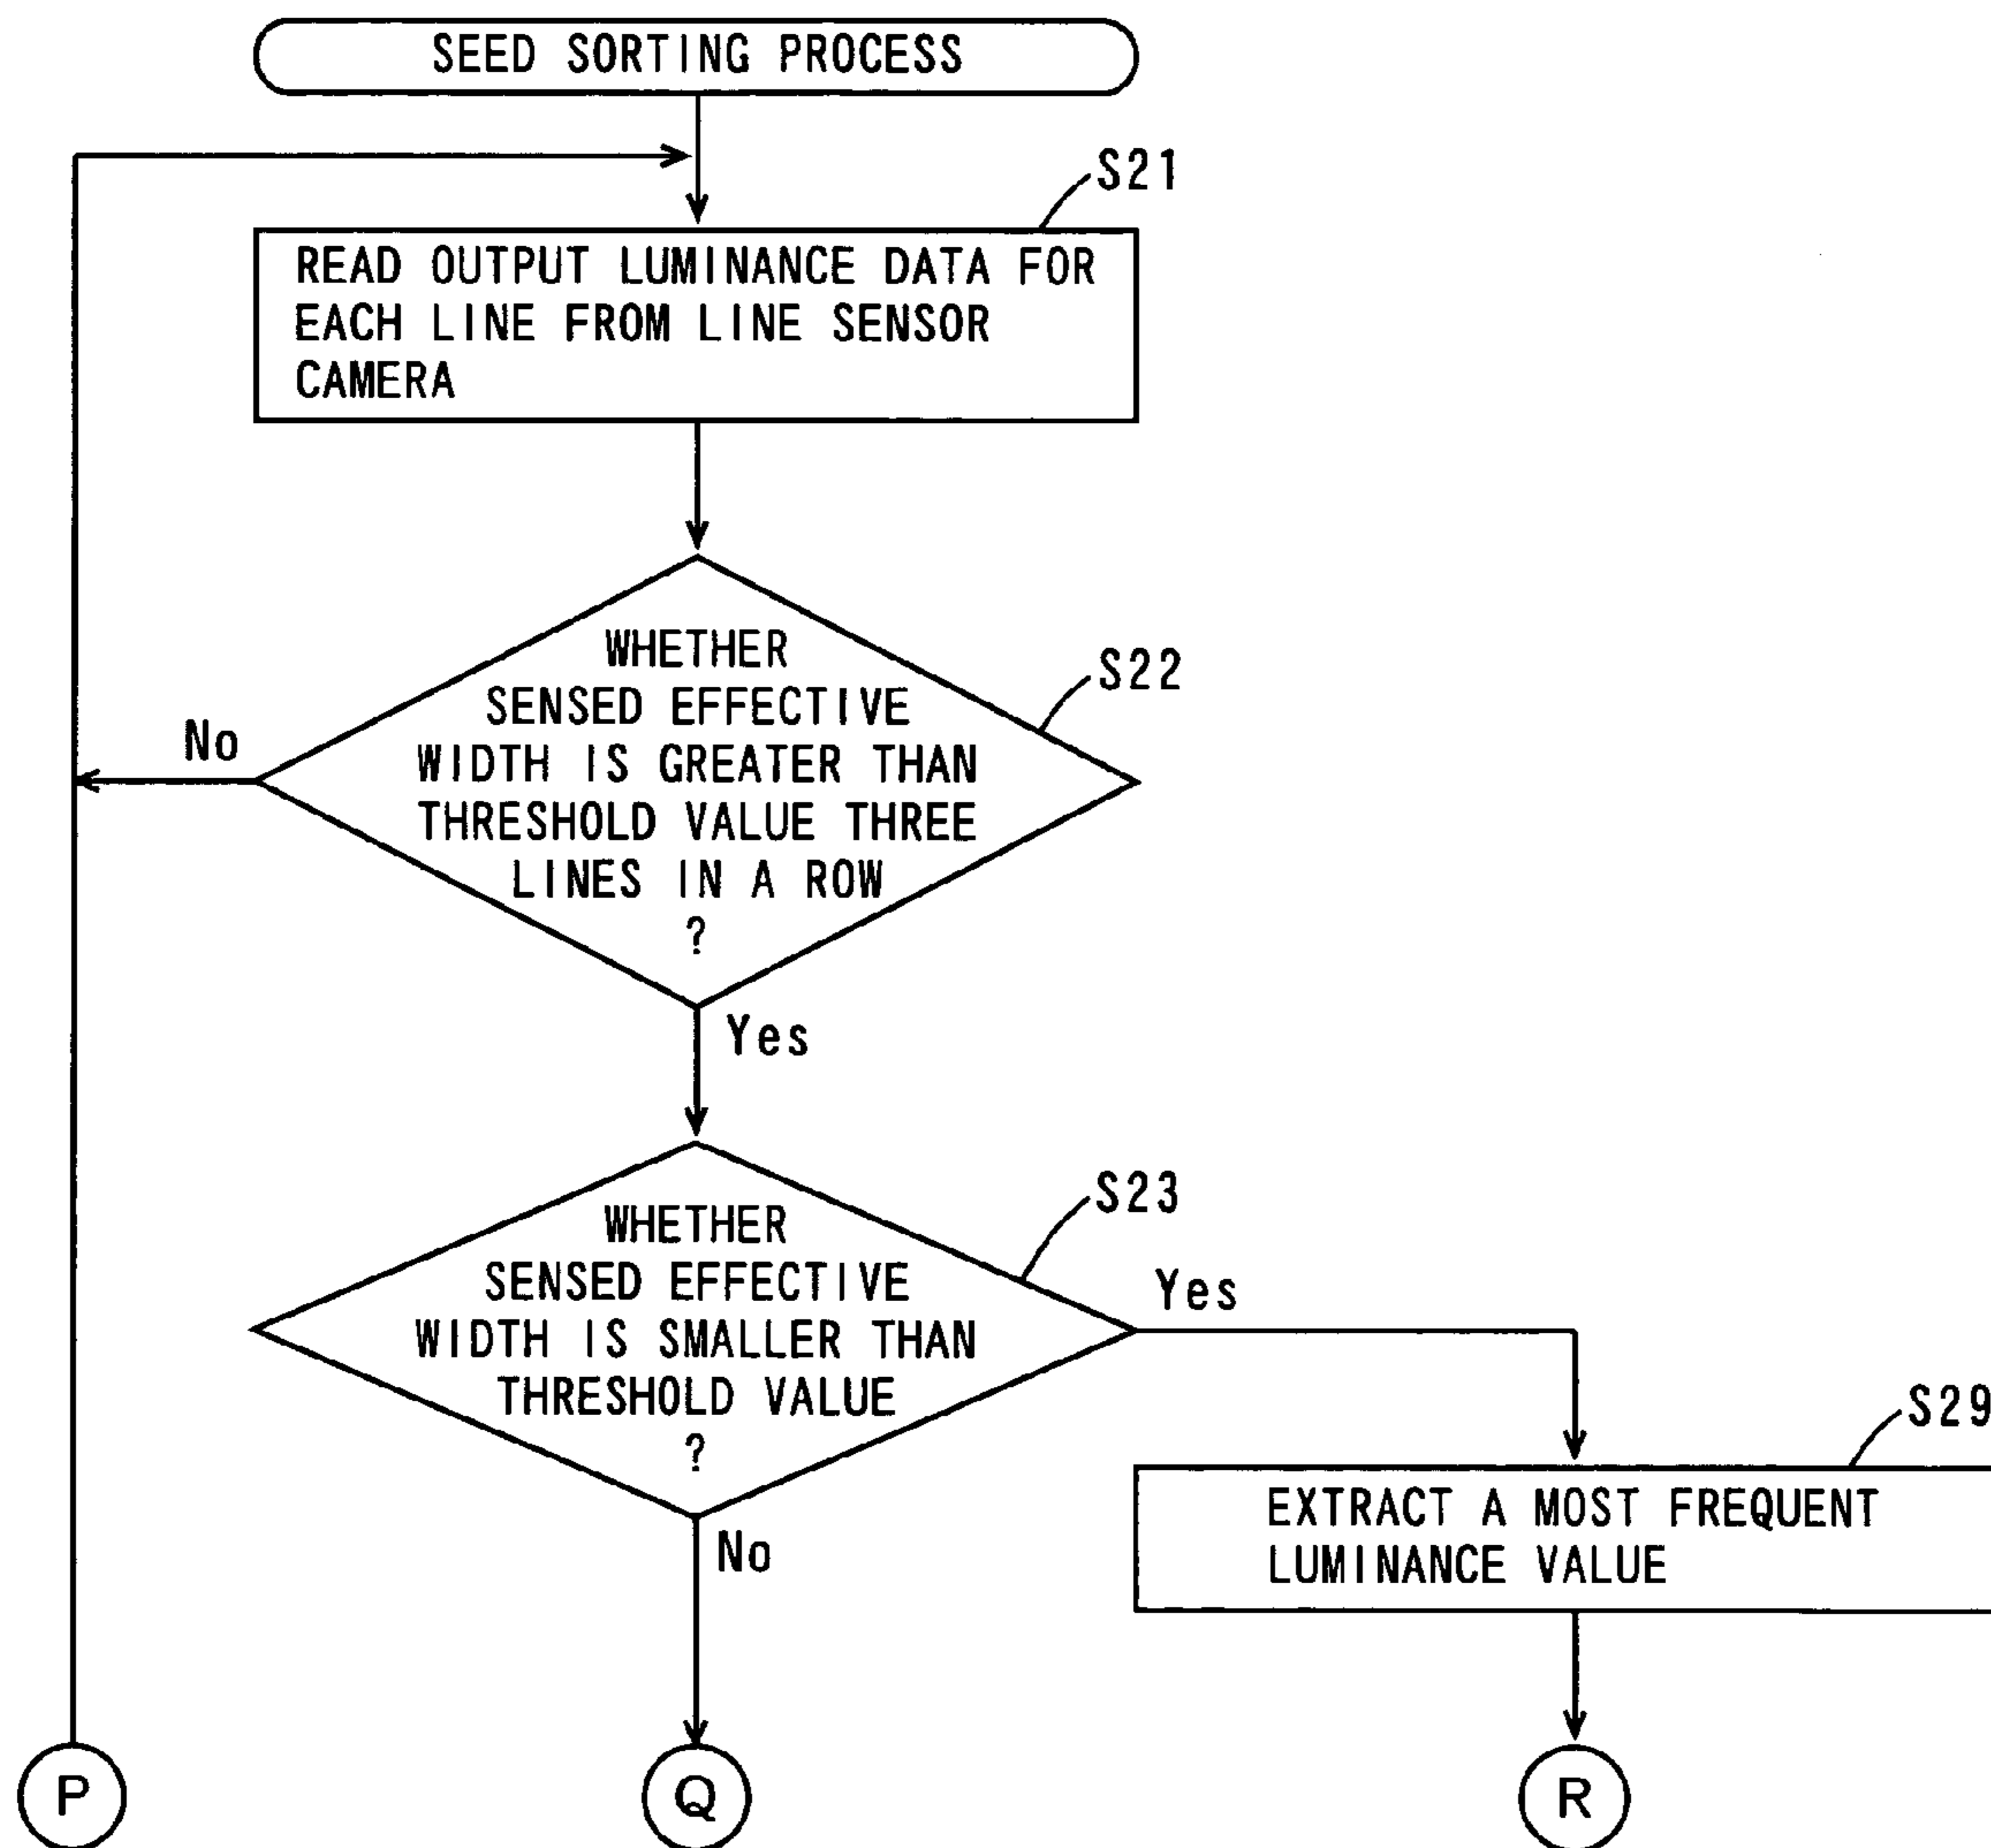 SEED SORTING PROCESS
S21
READ OUTPUT LUMINANCE DATA FOR
EACH LINE FROM LINE SENSOR
CAMERA
S22
WHETHER
SENSED EFFECTIVE
WIDTH IS GREATER THAN
THRESHOLD VALUE THREE
LINES IN A ROW
?
No
Yes
S23
WHETHER
SENSED EFFECTIVE
WIDTH IS SMALLER THAN
THRESHOLD VALUE
?
Yes
No
S29
EXTRACT A MOST FREQUENT
LUMINANCE VALUE
P
Q
R